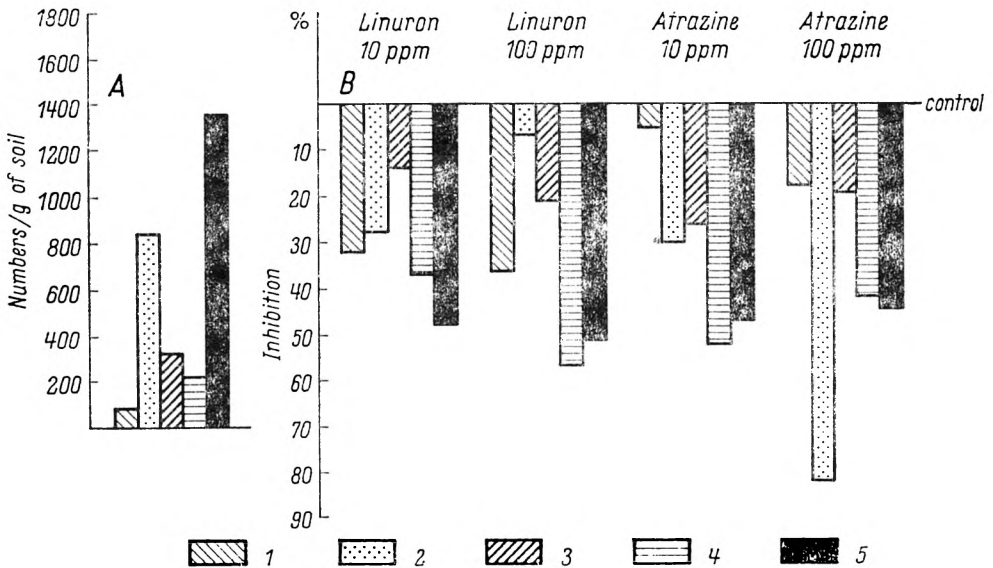 Numbers/g of soil
1800
1600
1400
1200
1000
800
600
400
200
A
%
B
Linuron
10 ppm
Linuron
100 ppm
Atrazine
10 ppm
Atrazine
100 ppm
control
Inhibition
10
20
30
40
50
60
70
80
90
1
2
3
4
5